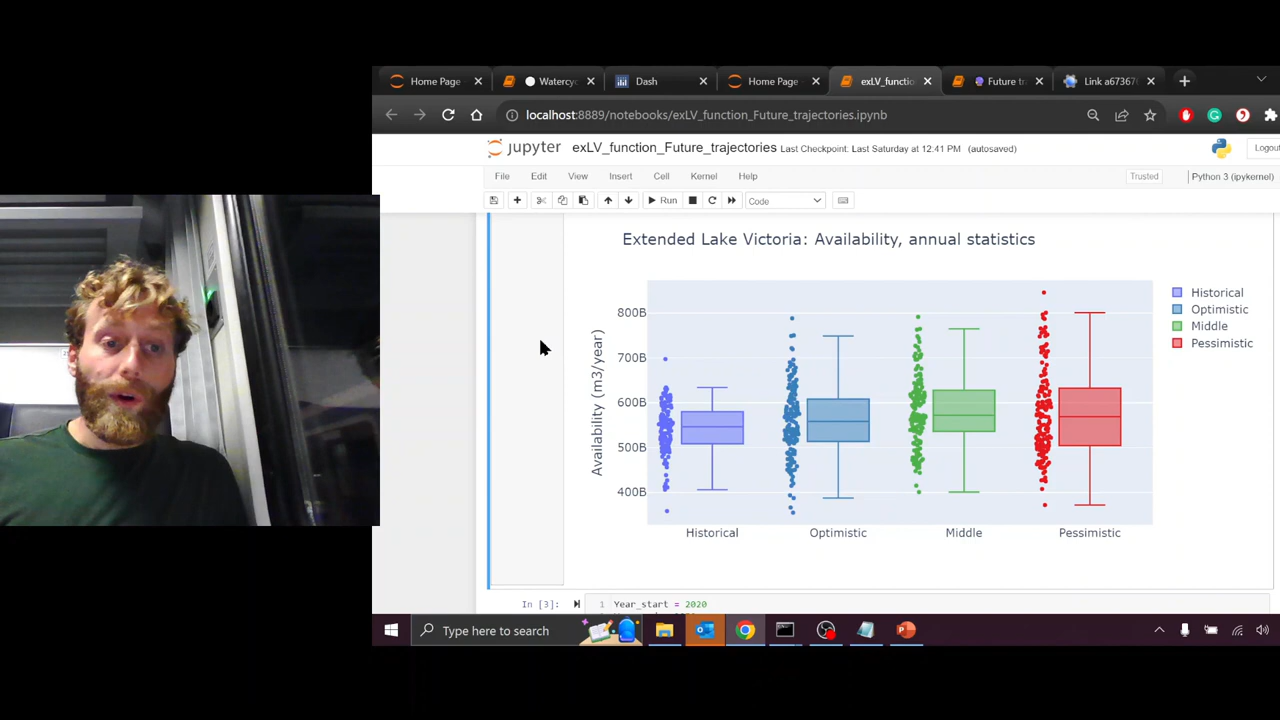 Home Page
Watercy
Dash
Home Page
exLV_functio
Future tr
Link a67367
localhost:8889/notebooks/exLV_function_Future_trajectories.ipynb
jupyter exLV_function_Future_trajectories Last Checkpoint: Last Saturday at 12:41 PM (autosaved)
Logout
File Edit View Insert Cell Kernel Help
Trusted
Python 3 (ipykernel)
Run
Code
Extended Lake Victoria: Availability, annual statistics
Availability (m3/year)
800B
700B
600B
500B
400B
Historical Optimistic Middle Pessimistic
Historical
Optimistic
Middle
Pessimistic
In [3]:
1 Year_start = 2020
Type here to search